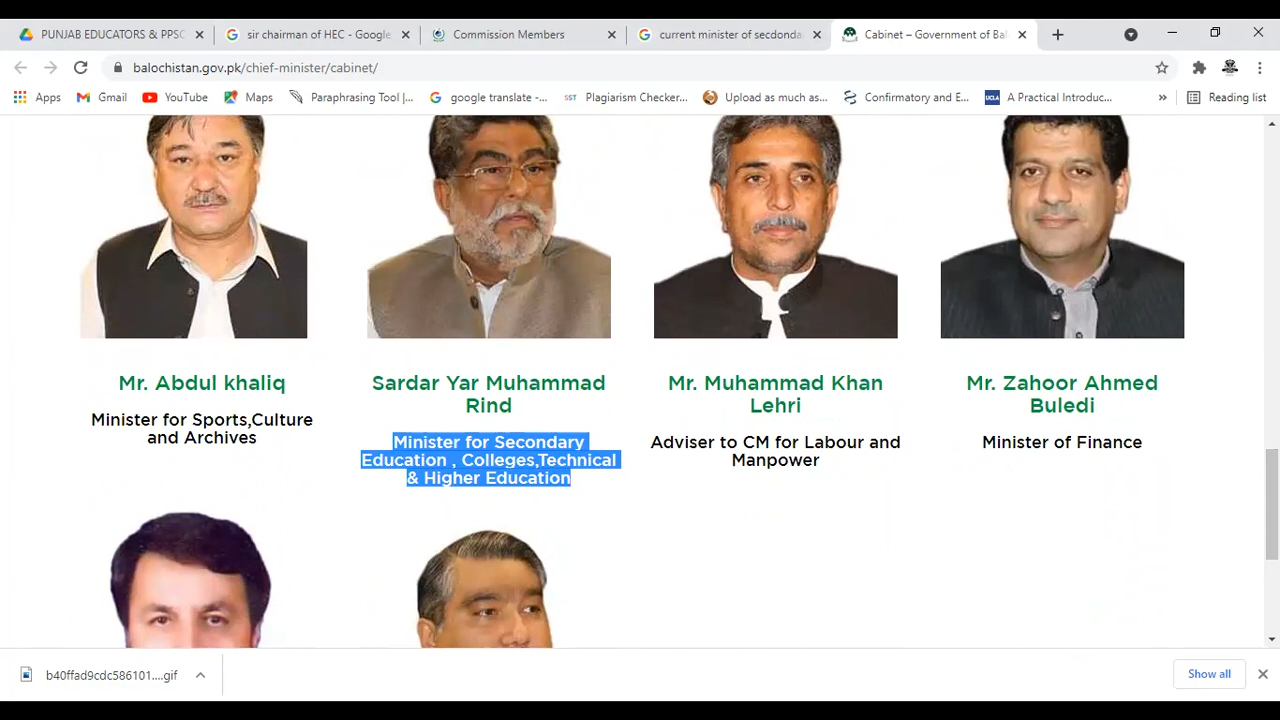 PUNJAB EDUCATORS & PPSC
sir chairman of HEC - Google
Commission Members
current minister of secdonda
Cabinet – Government of Bal
balochistan.gov.pk/chief-minister/cabinet/
Apps
Gmail
YouTube
Maps
Paraphrasing Tool |...
google translate -...
SST
Plagiarism Checker...
Upload as much as...
Confirmatory and E...
UCLA
A Practical Introduc...
»
Reading list
Mr. Abdul khaliq
Minister for Sports,Culture
and Archives
Sardar Yar Muhammad
Rind
Minister for Secondary
Education , Colleges,Technical
& Higher Education
Mr. Muhammad Khan
Lehri
Adviser to CM for Labour and
Manpower
Mr. Zahoor Ahmed
Buledi
Minister of Finance
b40ffad9cdc586101....gif
Show all